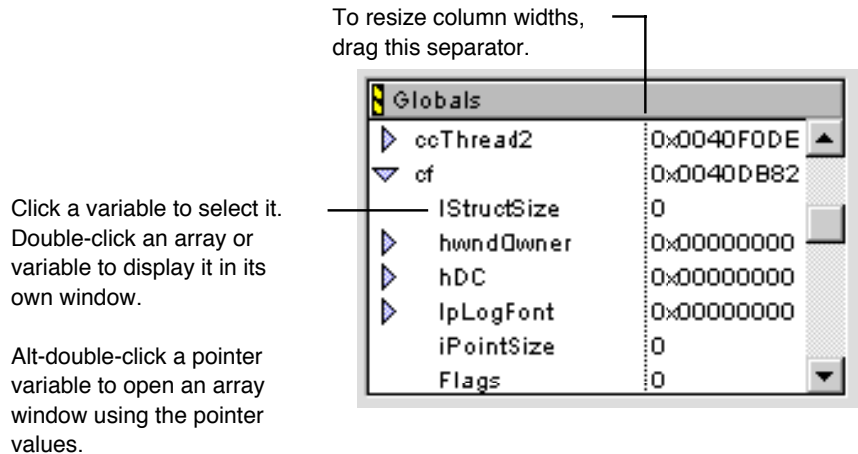 To resize column widths,
drag this separator.
Globals
ccThread2 0x0040F0DE
cf 0x0040DB82
lStructSize 0
hwndOwner 0x00000000
hDC 0x00000000
lpLogFont 0x00000000
iPointSize 0
Flags 0
Click a variable to select it.
Double-click an array or
variable to display it in its
own window.
Alt-double-click a pointer
variable to open an array
window using the pointer
values.